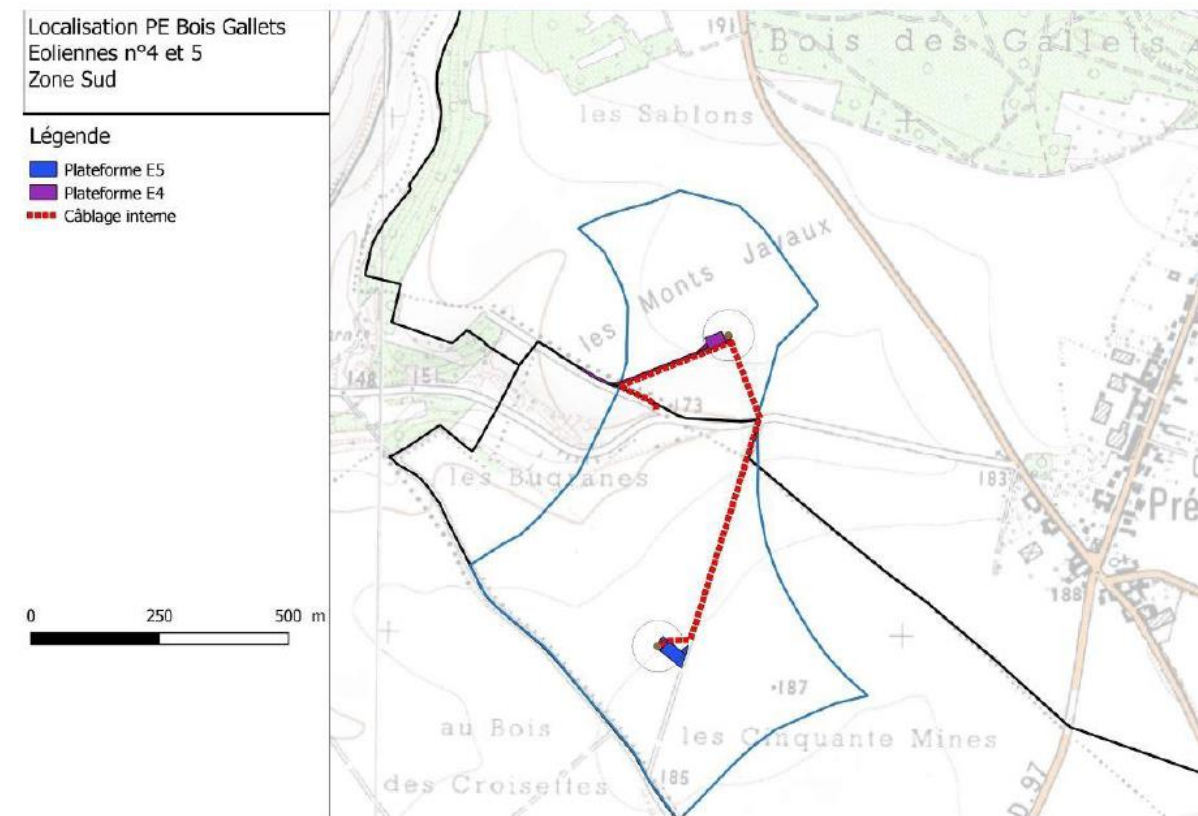 Localisation PE Bois Gallets
Eoliennes n°4 et 5
Zone Sud
Légende
Plateforme E5
Plateforme E4
Câblage interne
0 250 500 m
191
Bois des Gallets
les Sablons
les Monts Javaux
148
151
173
les Bugranes
183
Pré
188
187
au Bois
des Croisettes
les Cinquante Mines
185
D.97